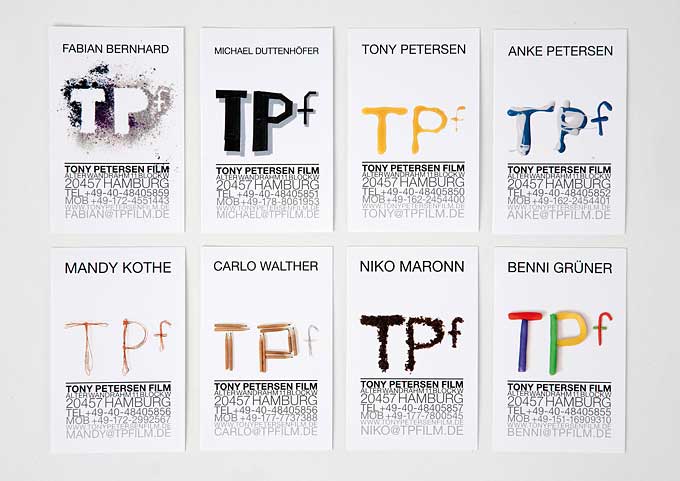 FABIAN BERNHARD
TPf
TONY PETERSEN FILM
ALTER WANDRAHM 11 BLOCK W
20457 HAMBURG
TEL +49-40-48405859
MOB +49-172-4551443
WWW.TONYPETERSENFILM.DE
FABIAN@TPFILM.DE
MICHAEL DUTTENHÖFER
TPf
TONY PETERSEN FILM
ALTER WANDRAHM 11 BLOCK W
20457 HAMBURG
TEL +49-40-48405851
MOB +49-178-8061953
WWW.TONYPETERSENFILM.DE
MICHAEL@TPFILM.DE
TONY PETERSEN
TPf
TONY PETERSEN FILM
ALTER WANDRAHM 11 BLOCK W
20457 HAMBURG
TEL +49-40-48405850
MOB +49-162-2454400
WWW.TONYPETERSENFILM.DE
TONY@TPFILM.DE
ANKE PETERSEN
TPf
TONY PETERSEN FILM
ALTER WANDRAHM 11 BLOCK W
20457 HAMBURG
TEL +49-40-48405852
MOB +49-162-2454401
WWW.TONYPETERSENFILM.DE
ANKE@TPFILM.DE
MANDY KOTHE
TPf
TONY PETERSEN FILM
ALTER WANDRAHM 11 BLOCK W
20457 HAMBURG
TEL +49-40-48405856
MOB +49-172-2992560
WWW.TONYPETERSENFILM.DE
MANDY@TPFILM.DE
CARLO WALTHER
TPf
TONY PETERSEN FILM
ALTER WANDRAHM 11 BLOCK W
20457 HAMBURG
TEL +49-40-48405856
MOB +49-177-7737388
WWW.TONYPETERSENFILM.DE
CARLO@TPFILM.DE
NIKO MARONN
TPf
TONY PETERSEN FILM
ALTER WANDRAHM 11 BLOCK W
20457 HAMBURG
TEL +49-40-48405857
MOB +49-177-7800545
WWW.TONYPETERSENFILM.DE
NIKO@TPFILM.DE
BENNI GRÜNER
TPf
TONY PETERSEN FILM
ALTER WANDRAHM 11 BLOCK W
20457 HAMBURG
TEL +49-40-48405855
MOB +49-151-16909310
WWW.TONYPETERSENFILM.DE
BENNI@TPFILM.DE